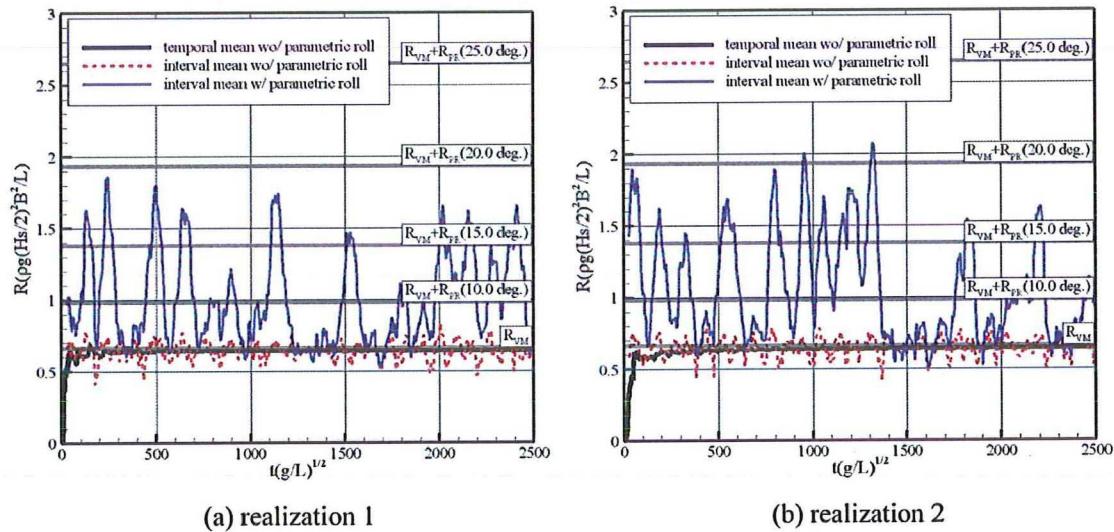 temporal mean wo/ parametric roll
interval mean wo/ parametric roll
interval mean w/ parametric roll
R_VM+R_PR(25.0 deg.)
R_VM+R_PR(20.0 deg.)
R_VM+R_PR(15.0 deg.)
R_VM+R_PR(10.0 deg.)
R_VM
R(ρg(Hs/2)²B²/L)
3
2.5
2
1.5
1
0.5
0
0 500 1000 1500 2000 2500
t(g/L)^1/2
(a) realization 1
temporal mean wo/ parametric roll
interval mean wo/ parametric roll
interval mean w/ parametric roll
R_VM+R_PR(25.0 deg.)
R_VM+R_PR(20.0 deg.)
R_VM+R_PR(15.0 deg.)
R_VM+R_PR(10.0 deg.)
R_VM
R(ρg(Hs/2)²B²/L)
3
2.5
2
1.5
1
0.5
0
0 500 1000 1500 2000 2500
t(g/L)^1/2
(b) realization 2